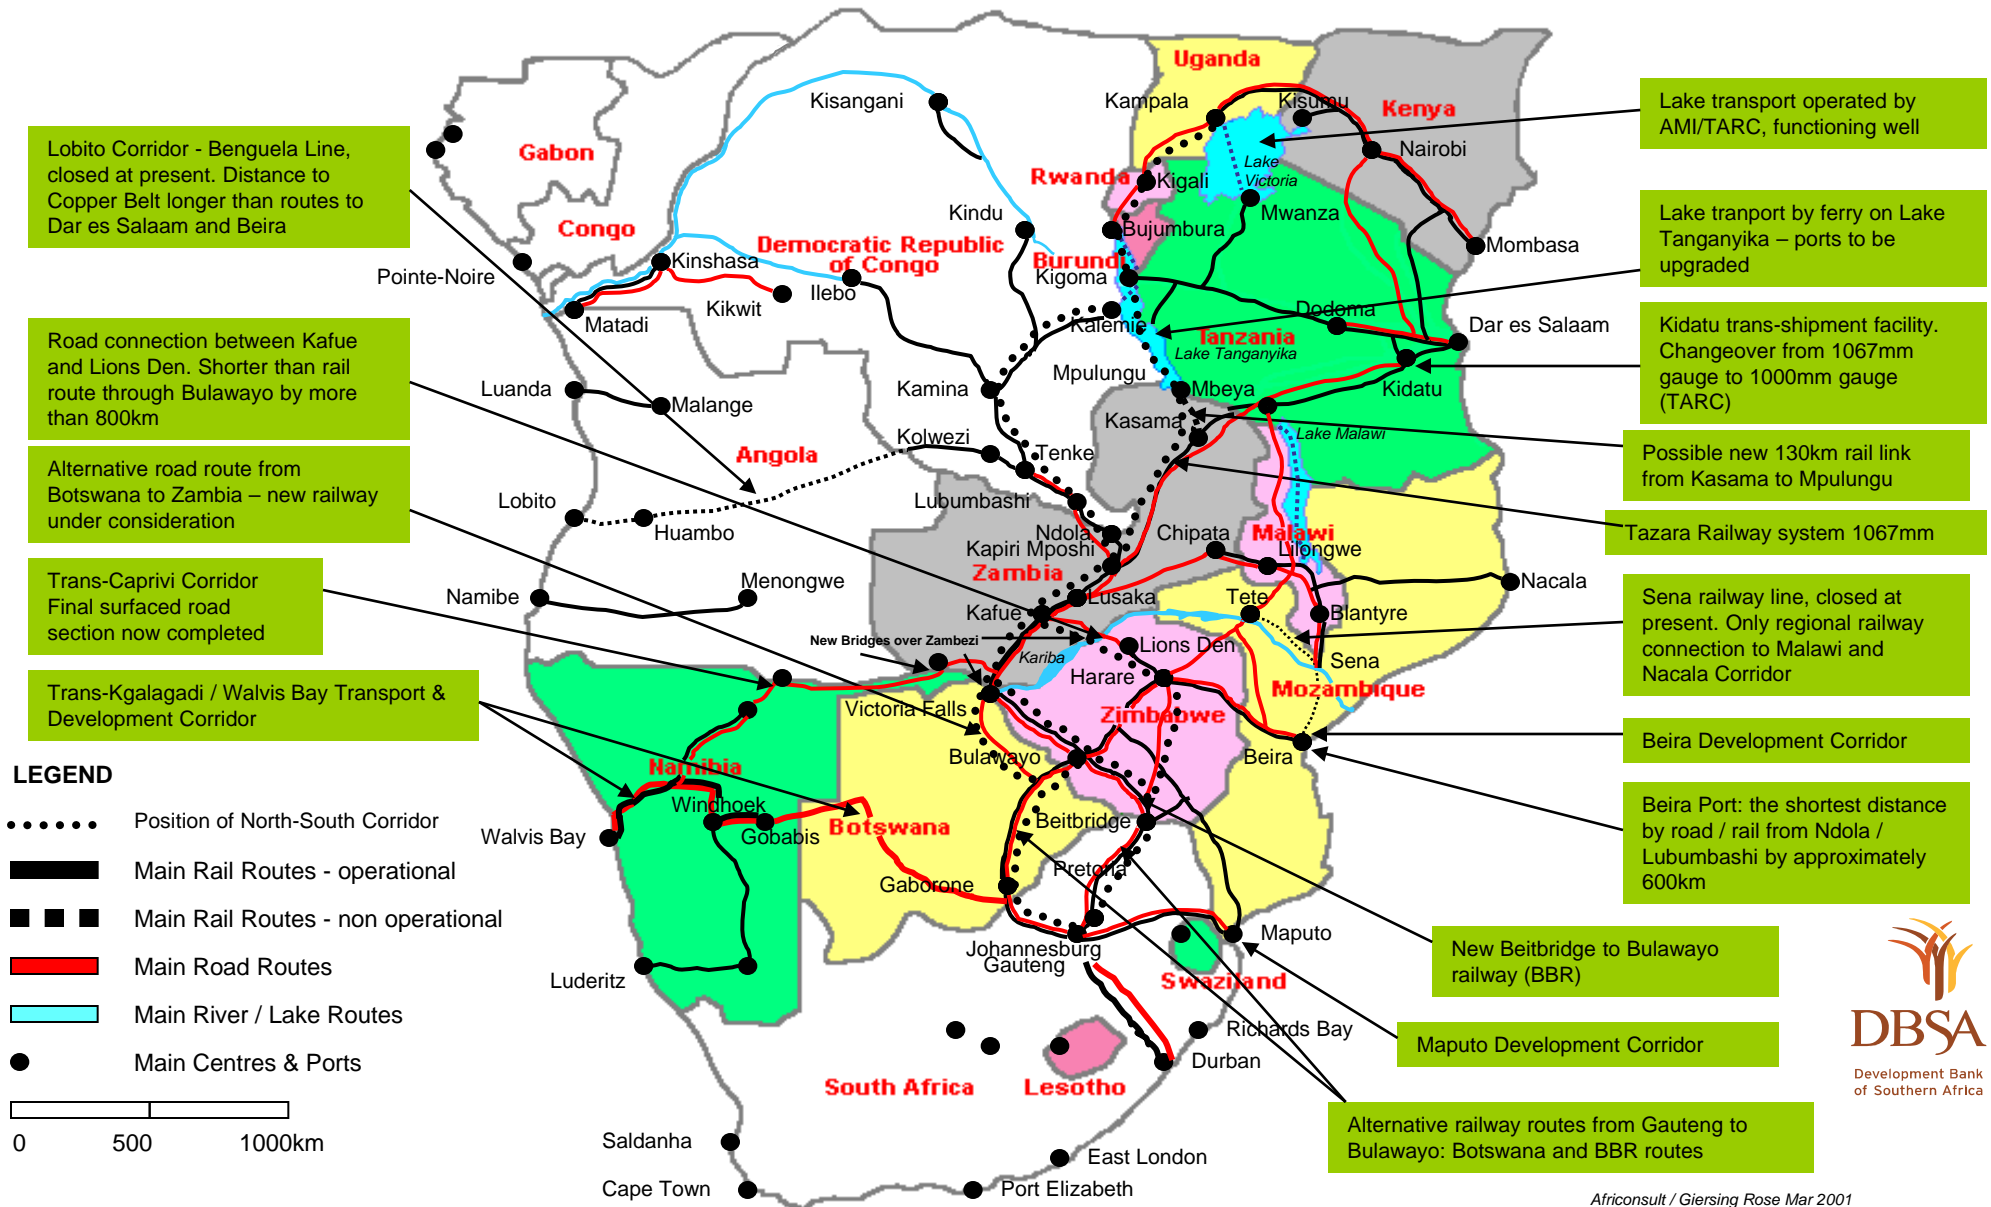 Lobito Corridor - Benguela Line,
closed at present. Distance to
Copper Belt longer than routes to
Dar es Salaam and Beira
Road connection between Kafue
and Lions Den. Shorter than rail
route through Bulawayo by more
than 800km
Alternative road route from
Botswana to Zambia – new railway
under consideration
Trans-Caprivi Corridor
Final surfaced road
section now completed
Trans-Kgalagadi / Walvis Bay Transport &
Development Corridor
LEGEND
Position of North-South Corridor
Main Rail Routes - operational
Main Rail Routes - non operational
Main Road Routes
Main River / Lake Routes
Main Centres & Ports
0 500 1000km
Uganda
Kisangani
Kampala
Kisumu
Kenya
Gabon
Nairobi
Lake
Victoria
Rwanda
Kigali
Kindu
Mwanza
Congo
Democratic Republic
of Congo
Bujumbura
Mombasa
Burundi
Kinshasa
Pointe-Noire
Kigoma
Kikwit
Ilebo
Matadi
Kalemie
Dodoma
Dar es Salaam
Tanzania
Lake Tanganyika
Mpulungu
Luanda
Malange
Kamina
Mbeya
Kidatu
Kasama
Lake Malawi
Kolwezi
Angola
Tenke
Lobito
Huambo
Lubumbashi
Ndola
Chipata
Malawi
Kapiri Mposhi
Lilongwe
Zambia
Menongwe
Namibe
Nacala
Kafue
Lusaka
Tete
Blantyre
New Bridges over Zambezi
Kariba
Lions Den
Sena
Harare
Mozambique
Victoria Falls
Zimbabwe
Bulawayo
Beira
Namibia
Windhoek
Gobabis
Walvis Bay
Botswana
Beitbridge
Pretoria
Gaborone
Johannesburg
Gauteng
Maputo
Luderitz
Swaziland
Richards Bay
Durban
South Africa
Lesotho
Saldanha
East London
Cape Town
Port Elizabeth
Lake transport operated by
AMI/TARC, functioning well
Lake tranport by ferry on Lake
Tanganyika – ports to be
upgraded
Kidatu trans-shipment facility.
Changeover from 1067mm
gauge to 1000mm gauge
(TARC)
Possible new 130km rail link
from Kasama to Mpulungu
Tazara Railway system 1067mm
Sena railway line, closed at
present. Only regional railway
connection to Malawi and
Nacala Corridor
Beira Development Corridor
Beira Port: the shortest distance
by road / rail from Ndola /
Lubumbashi by approximately
600km
New Beitbridge to Bulawayo
railway (BBR)
Maputo Development Corridor
Alternative railway routes from Gauteng to
Bulawayo: Botswana and BBR routes
DBSA
Development Bank
of Southern Africa
Africonsult / Giersing Rose Mar 2001